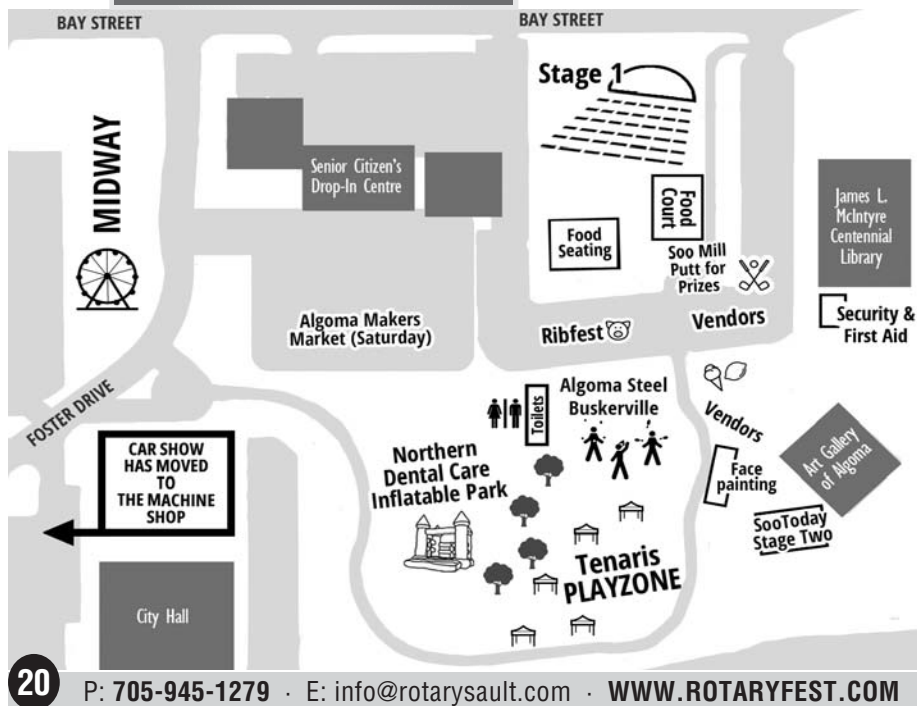 BAY STREET
BAY STREET
Stage 1
MIDWAY
Senior Citizen's
Drop-In Centre
Food
Court
James L.
McIntyre
Centennial
Library
Food
Seating
Soo Mill
Putt for
Prizes
Security &
First Aid
Algoma Makers
Market (Saturday)
Ribfest
Vendors
FOSTER DRIVE
Toilets
Algoma Steel
Buskerville
Vendors
CAR SHOW
HAS MOVED
TO
THE MACHINE
SHOP
Northern
Dental Care
Inflatable Park
Face
painting
Art Gallery
of Algoma
SooToday
Stage Two
Tenaris
PLAYZONE
City Hall
20 P: 705-945-1279 · E: info@rotarysault.com · WWW.ROTARYFEST.COM